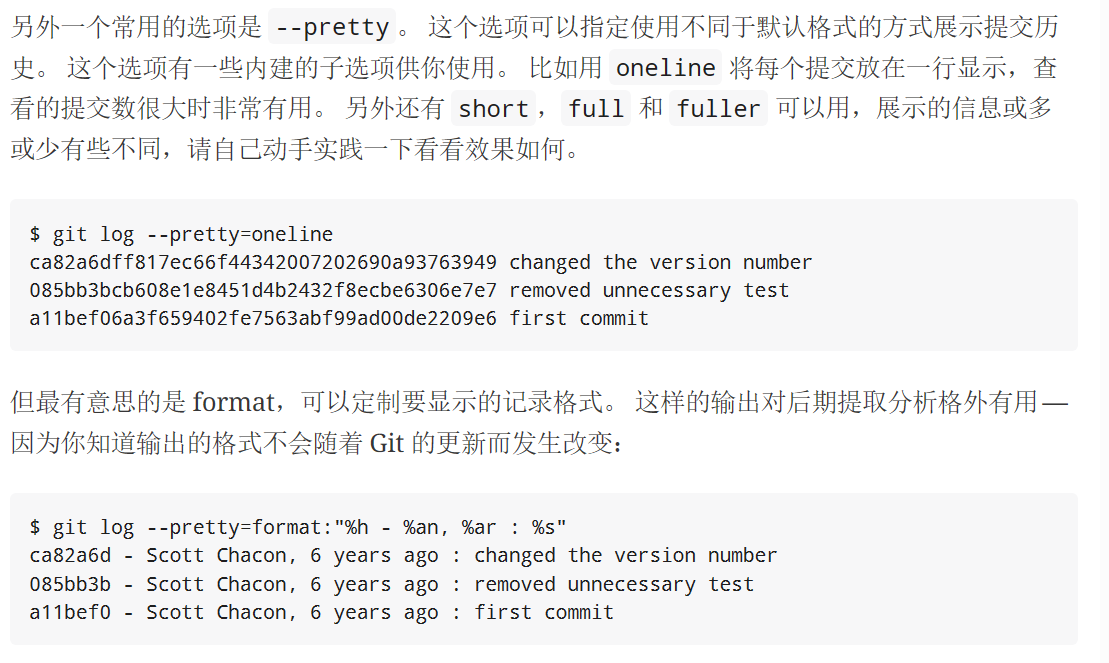 另外一个常用的选项是 --pretty。 这个选项可以指定使用不同于默认格式的方式展示提交历
史。 这个选项有一些内建的子选项供你使用。 比如用 oneline 将每个提交放在一行显示，查
看的提交数很大时非常有用。 另外还有 short，full 和 fuller 可以用，展示的信息或多
或少有些不同，请自己动手实践一下看看效果如何。
$ git log --pretty=oneline
ca82a6dff817ec66f44342007202690a93763949 changed the version number
085bb3bcb608e1e8451d4b2432f8ecbe6306e7e7 removed unnecessary test
a11bef06a3f659402fe7563abf99ad00de2209e6 first commit
但最有意思的是 format，可以定制要显示的记录格式。 这样的输出对后期提取分析格外有用 —
因为你知道输出的格式不会随着 Git 的更新而发生改变：
$ git log --pretty=format:"%h - %an, %ar : %s"
ca82a6d - Scott Chacon, 6 years ago : changed the version number
085bb3b - Scott Chacon, 6 years ago : removed unnecessary test
a11bef0 - Scott Chacon, 6 years ago : first commit